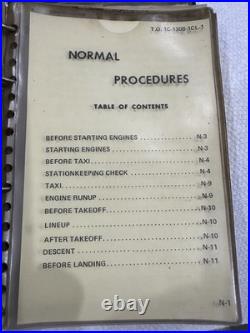 T.O. 1C-130B-1CL-1
NORMAL
PROCEDURES
TABLE OF CONTENTS
BEFORE STARTING ENGINES . . . . . . N-3
STARTING ENGINES . . . . . . . . . . N-3
BEFORE TAXI . . . . . . . . . . . . N-4
STATIONKEEPING CHECK . . . . . . . N-4
TAXI . . . . . . . . . . . . . . . N-9
ENGINE RUNUP . . . . . . . . . . . N-9
BEFORE TAKEOFF . . . . . . . . . . N-10
LINEUP . . . . . . . . . . . . . . N-10
AFTER TAKEOFF . . . . . . . . . . . N-10
DESCENT . . . . . . . . . . . . . . N-11
BEFORE LANDING . . . . . . . . . . N-11
N-1